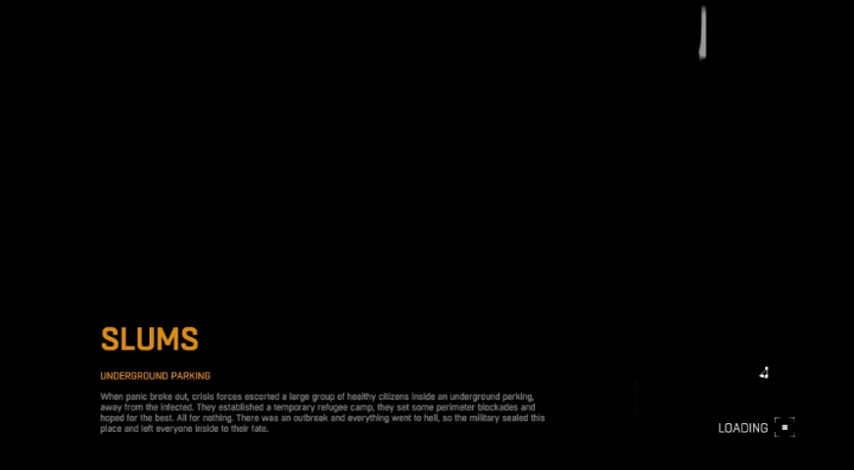 SLUMS
UNDERGROUND PARKING
When panic broke out, crisis forces escorted a large group of healthy citizens inside an underground parking,
away from the infected. They established a temporary refugee camp, they set some perimeter blockades and
hoped for the best. All for nothing. There was an outbreak and everything went to hell, so the military sealed this
place and left everyone inside to their fate.
LOADING